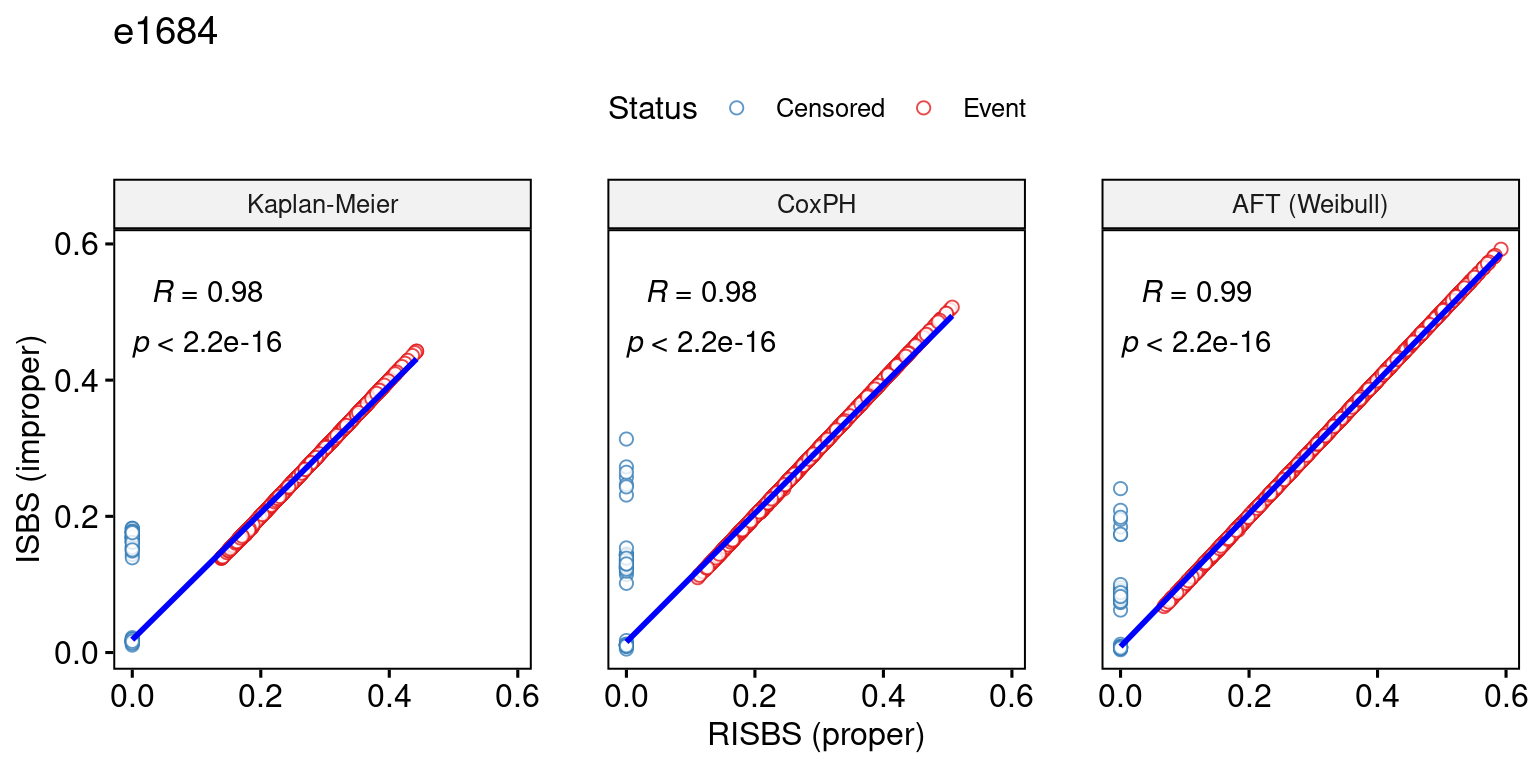 e1684
Status Censored Event
Kaplan-Meier CoxPH AFT (Weibull)
R = 0.98
p < 2.2e-16
R = 0.98
p < 2.2e-16
R = 0.99
p < 2.2e-16
ISBS (improper)
0.6
0.4
0.2
0.0
0.0 0.2 0.4 0.6 0.0 0.2 0.4 0.6 0.0 0.2 0.4 0.6
RISBS (proper)